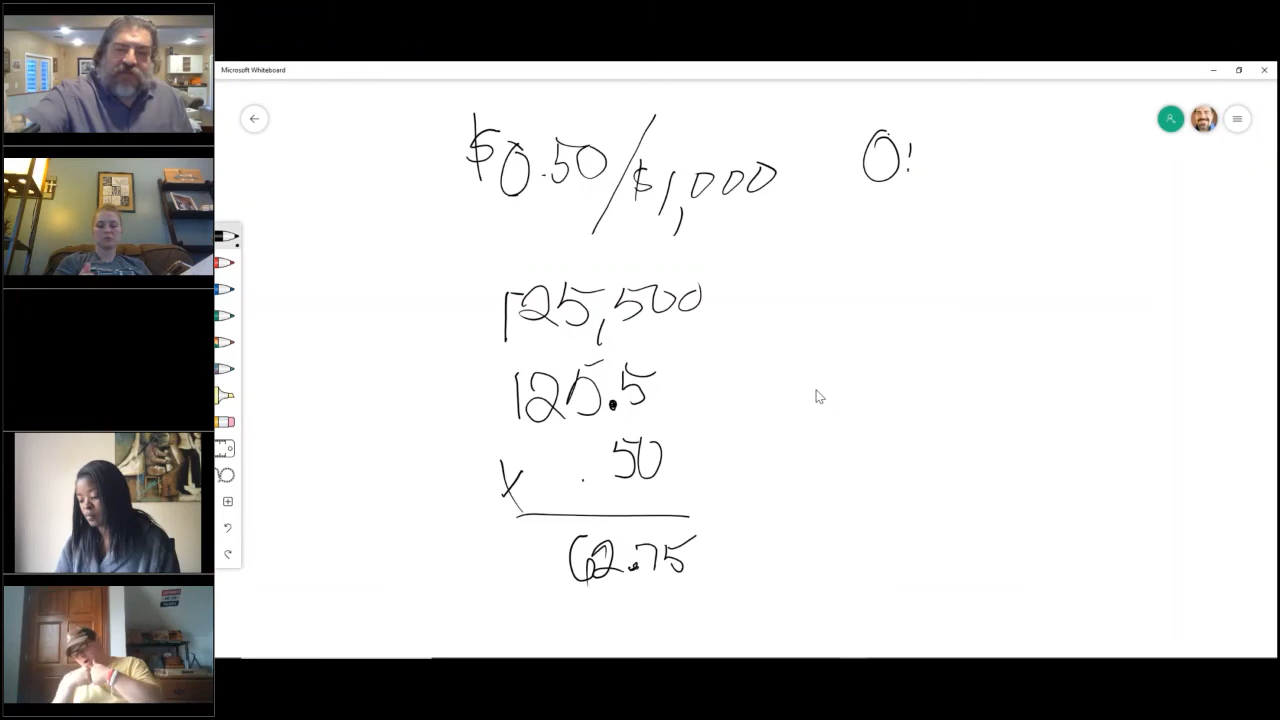 Microsoft Whiteboard
$0.50/$1,000 0!
125,500
125.5
x .50
62.75